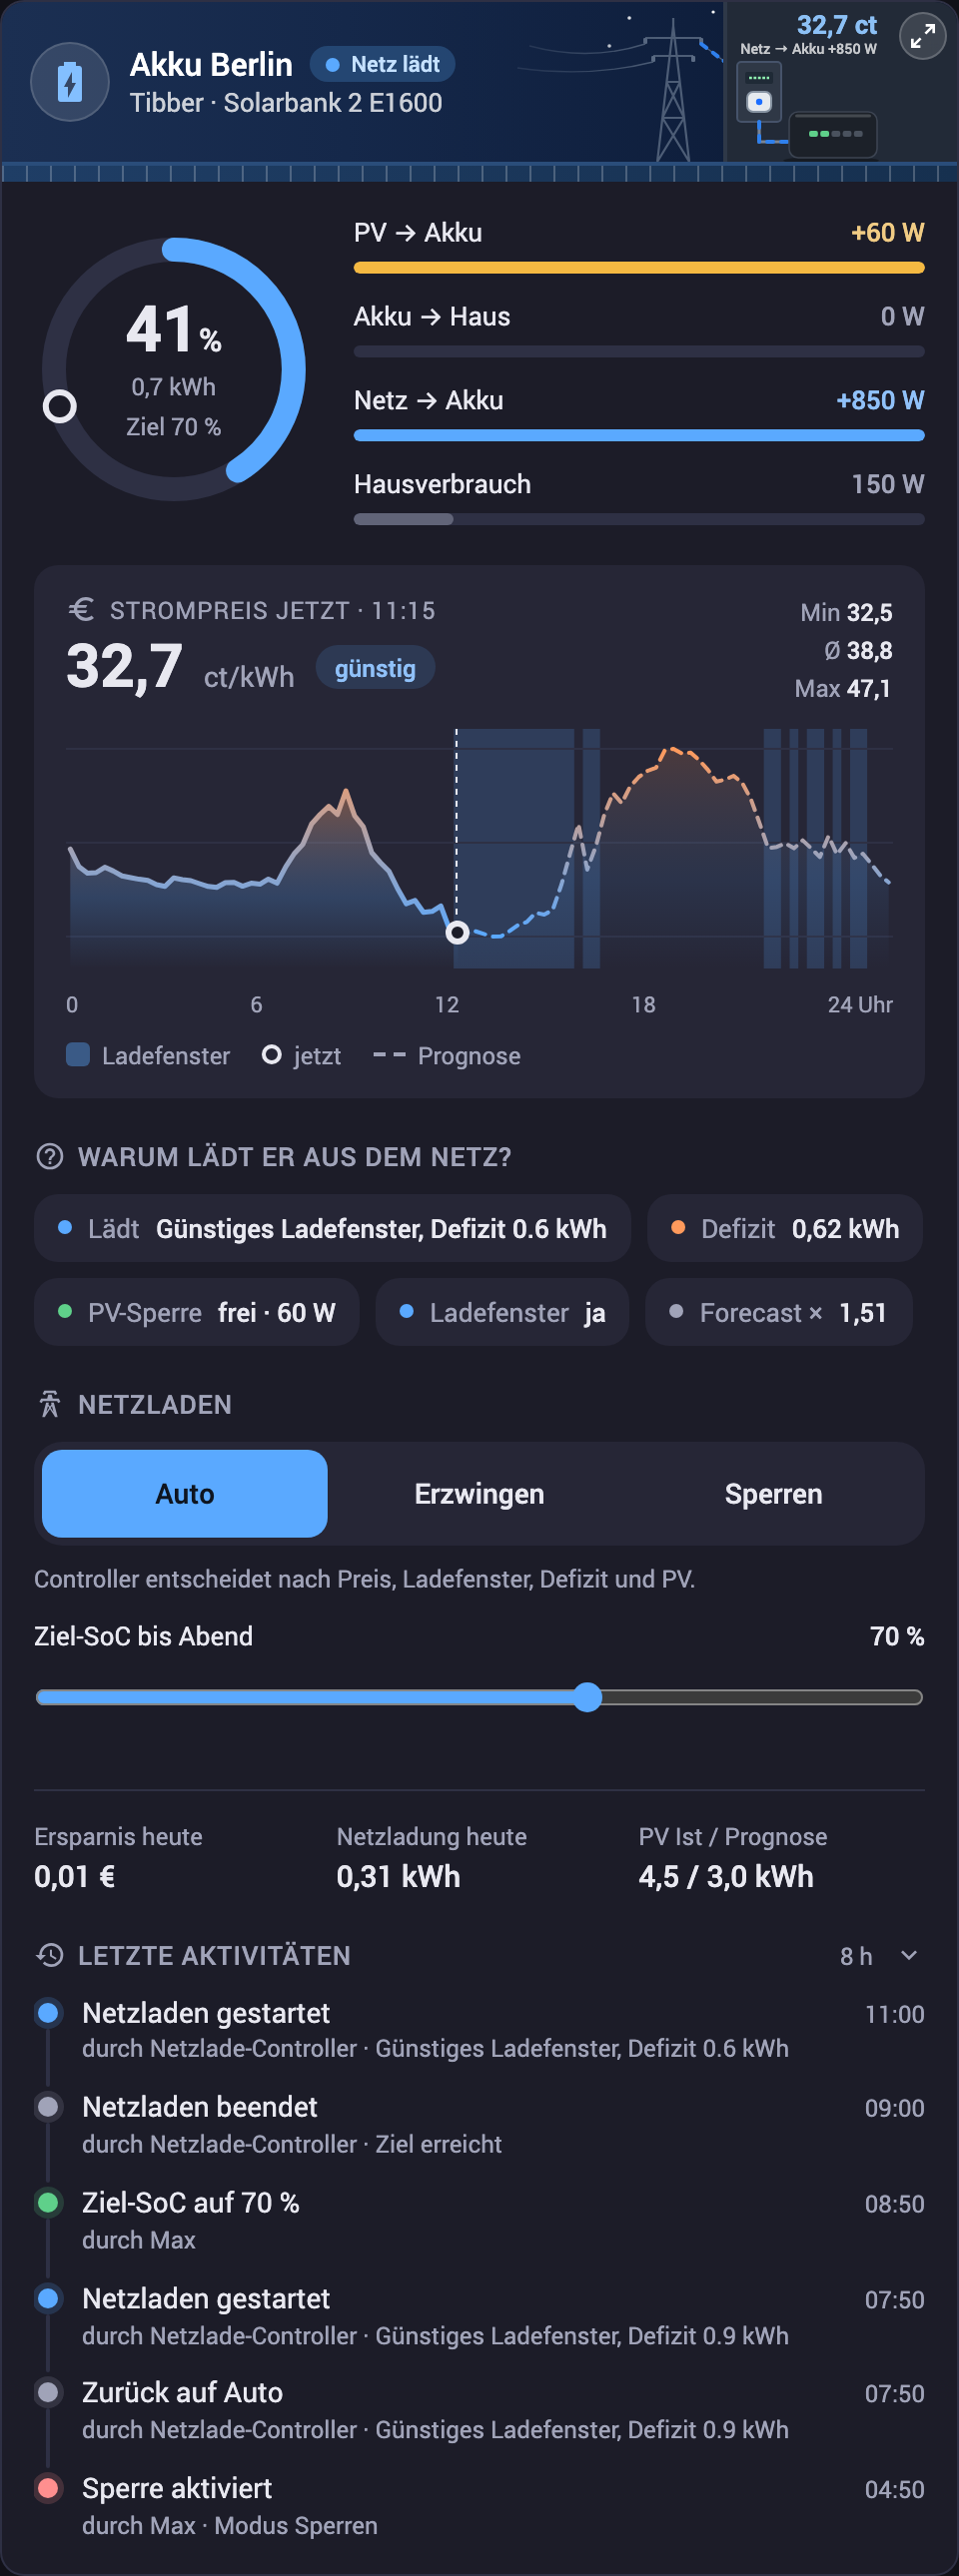 Akku Berlin
Netz lädt
Tibber · Solarbank 2 E1600
32,7 ct
Netz → Akku +850 W
41%
0,7 kWh
Ziel 70 %
PV → Akku +60 W
Akku → Haus 0 W
Netz → Akku +850 W
Hausverbrauch 150 W
STROMPREIS JETZT · 11:15
32,7 ct/kWh günstig
Min 32,5
Ø 38,8
Max 47,1
0 6 12 18 24 Uhr
Ladefenster jetzt Prognose
WARUM LÄDT ER AUS DEM NETZ?
Lädt Günstiges Ladefenster, Defizit 0.6 kWh
Defizit 0,62 kWh
PV-Sperre frei · 60 W
Ladefenster ja
Forecast × 1,51
NETZLADEN
Auto Erzwingen Sperren
Controller entscheidet nach Preis, Ladefenster, Defizit und PV.
Ziel-SoC bis Abend 70 %
Ersparnis heute Netzladung heute PV Ist / Prognose
0,01 € 0,31 kWh 4,5 / 3,0 kWh
LETZTE AKTIVITÄTEN 8 h
Netzladen gestartet 11:00
durch Netzlade-Controller · Günstiges Ladefenster, Defizit 0.6 kWh
Netzladen beendet 09:00
durch Netzlade-Controller · Ziel erreicht
Ziel-SoC auf 70 % 08:50
durch Max
Netzladen gestartet 07:50
durch Netzlade-Controller · Günstiges Ladefenster, Defizit 0.9 kWh
Zurück auf Auto 07:50
durch Netzlade-Controller · Günstiges Ladefenster, Defizit 0.9 kWh
Sperre aktiviert 04:50
durch Max · Modus Sperren